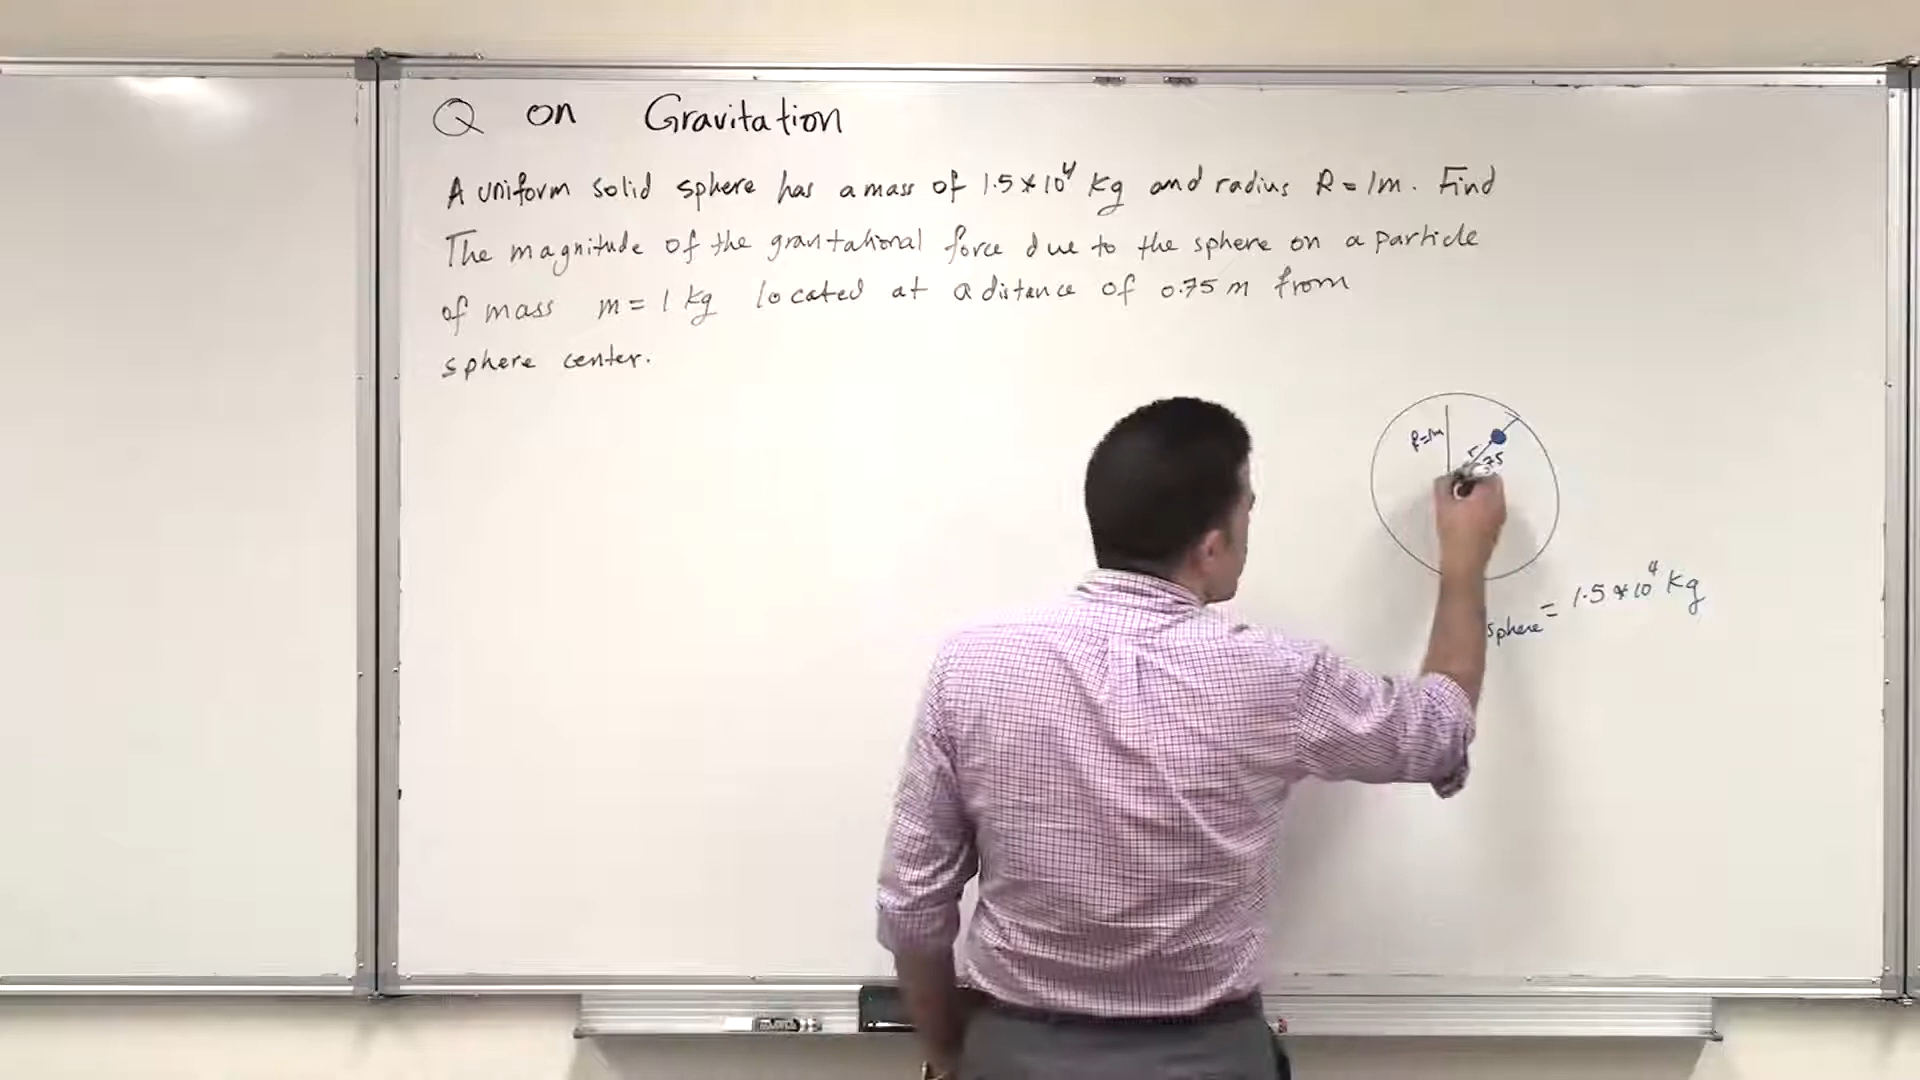 Q on Gravitation
A uniform solid sphere has a mass of 1.5*10⁴ Kg and radius R = 1m. Find
The magnitude of the gravitational force due to the sphere on a particle
of mass m = 1 kg located at a distance of 0.75 m from
sphere center.
R=1m
sphere = 1.5*10⁴ Kg